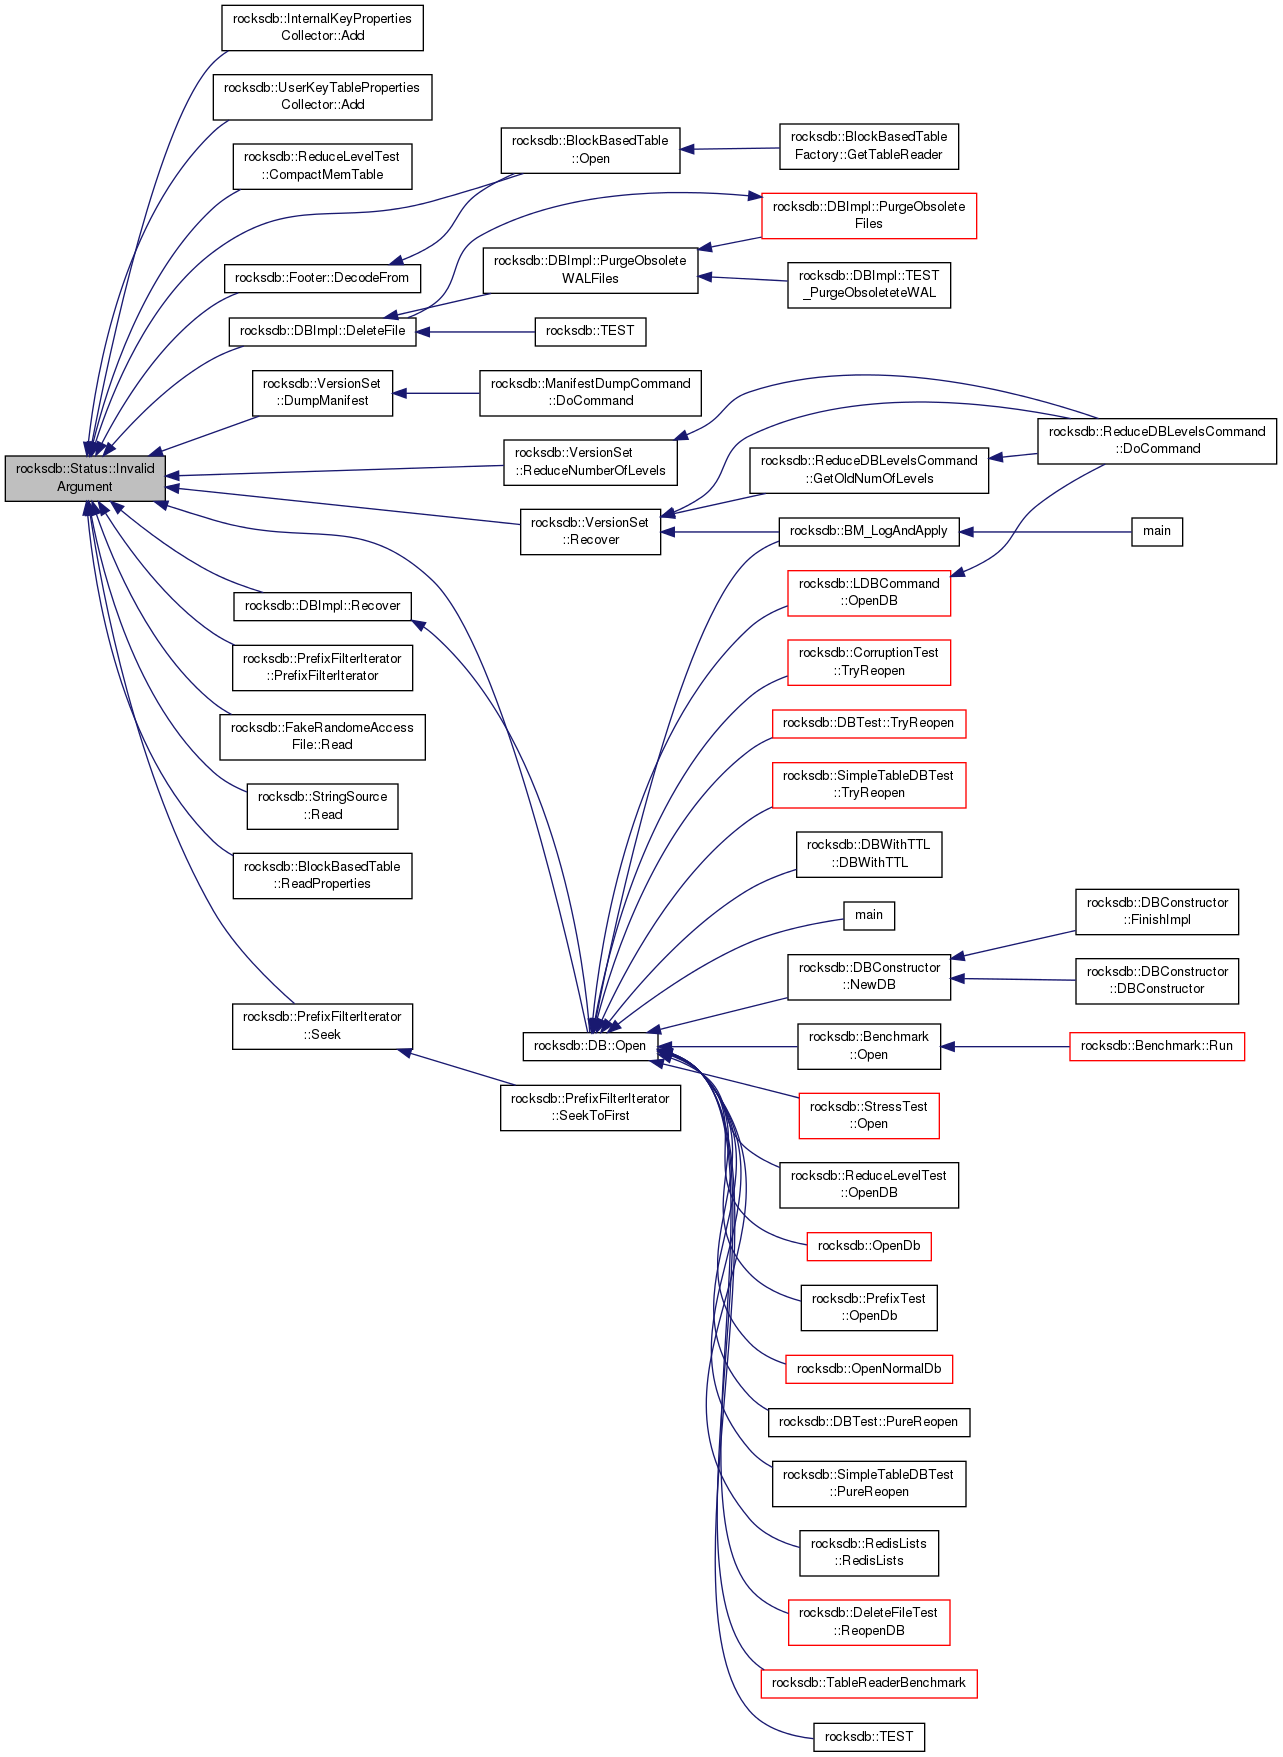 rocksdb::InternalKeyProperties
Collector::Add
rocksdb::UserKeyTableProperties
Collector::Add
rocksdb::ReduceLevelTest
::CompactMemTable
rocksdb::BlockBasedTable
::Open
rocksdb::BlockBasedTable
Factory::GetTableReader
rocksdb::DBImpl::PurgeObsolete
Files
rocksdb::Footer::DecodeFrom
rocksdb::DBImpl::PurgeObsolete
WALFiles
rocksdb::DBImpl::TEST
_PurgeObsoleteteWAL
rocksdb::DBImpl::DeleteFile
rocksdb::TEST
rocksdb::VersionSet
::DumpManifest
rocksdb::ManifestDumpCommand
::DoCommand
rocksdb::Status::Invalid
Argument
rocksdb::VersionSet
::ReduceNumberOfLevels
rocksdb::ReduceDBLevelsCommand
::GetOldNumOfLevels
rocksdb::ReduceDBLevelsCommand
::DoCommand
rocksdb::VersionSet
::Recover
rocksdb::BM_LogAndApply
main
rocksdb::LDBCommand
::OpenDB
rocksdb::DBImpl::Recover
rocksdb::CorruptionTest
::TryReopen
rocksdb::PrefixFilterIterator
::PrefixFilterIterator
rocksdb::DBTest::TryReopen
rocksdb::FakeRandomeAccess
File::Read
rocksdb::SimpleTableDBTest
::TryReopen
rocksdb::StringSource
::Read
rocksdb::DBWithTTL
::DBWithTTL
rocksdb::BlockBasedTable
::ReadProperties
main
rocksdb::DBConstructor
::FinishImpl
rocksdb::DBConstructor
::NewDB
rocksdb::DBConstructor
::DBConstructor
rocksdb::PrefixFilterIterator
::Seek
rocksdb::DB::Open
rocksdb::Benchmark
::Open
rocksdb::Benchmark::Run
rocksdb::PrefixFilterIterator
::SeekToFirst
rocksdb::StressTest
::Open
rocksdb::ReduceLevelTest
::OpenDB
rocksdb::OpenDb
rocksdb::PrefixTest
::OpenDb
rocksdb::OpenNormalDb
rocksdb::DBTest::PureReopen
rocksdb::SimpleTableDBTest
::PureReopen
rocksdb::RedisLists
::RedisLists
rocksdb::DeleteFileTest
::ReopenDB
rocksdb::TableReaderBenchmark
rocksdb::TEST